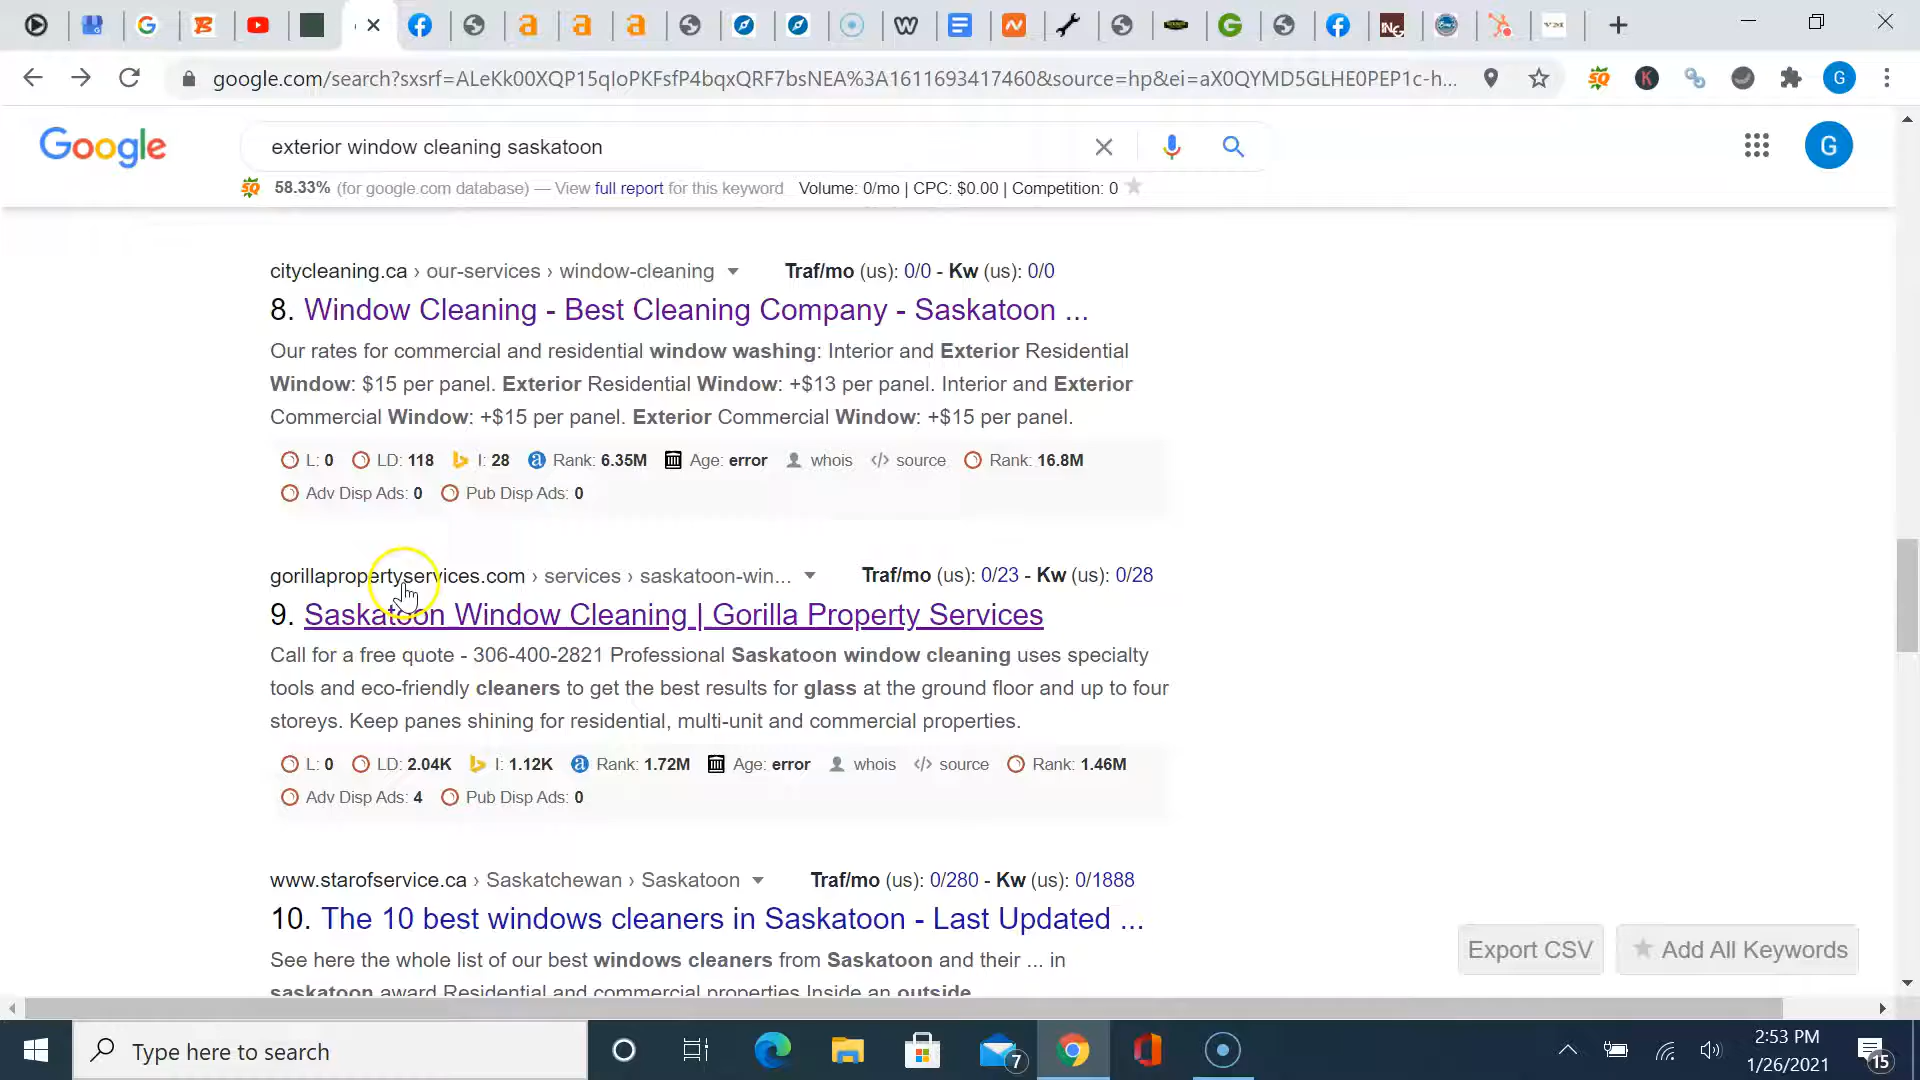 google.com/search?sxsrf=ALeKk00XQP15qIoPKFsfP4bqxQRF7bsNEA%3A1611693417460&source=hp&ei=aX0QYMD5GLHE0PEP1c-h...
Google
exterior window cleaning saskatoon
58.33% (for google.com database) — View full report for this keyword Volume: 0/mo | CPC: $0.00 | Competition: 0
citycleaning.ca › our-services › window-cleaning Traf/mo (us): 0/0 - Kw (us): 0/0
8. Window Cleaning - Best Cleaning Company - Saskatoon ...
Our rates for commercial and residential window washing: Interior and Exterior Residential
Window: $15 per panel. Exterior Residential Window: +$13 per panel. Interior and Exterior
Commercial Window: +$15 per panel. Exterior Commercial Window: +$15 per panel.
L: 0 LD: 118 I: 28 Rank: 6.35M Age: error whois </> source Rank: 16.8M
Adv Disp Ads: 0 Pub Disp Ads: 0
gorillapropertyservices.com › services › saskatoon-win... Traf/mo (us): 0/23 - Kw (us): 0/28
9. Saskatoon Window Cleaning | Gorilla Property Services
Call for a free quote - 306-400-2821 Professional Saskatoon window cleaning uses specialty
tools and eco-friendly cleaners to get the best results for glass at the ground floor and up to four
storeys. Keep panes shining for residential, multi-unit and commercial properties.
L: 0 LD: 2.04K I: 1.12K Rank: 1.72M Age: error whois </> source Rank: 1.46M
Adv Disp Ads: 4 Pub Disp Ads: 0
www.starofservice.ca › Saskatchewan › Saskatoon Traf/mo (us): 0/280 - Kw (us): 0/1888
10. The 10 best windows cleaners in Saskatoon - Last Updated ...
See here the whole list of our best windows cleaners from Saskatoon and their ... in
saskatoon award Residential and commercial properties Inside an outside
Export CSV Add All Keywords
Type here to search
7
2:53 PM
1/26/2021
15